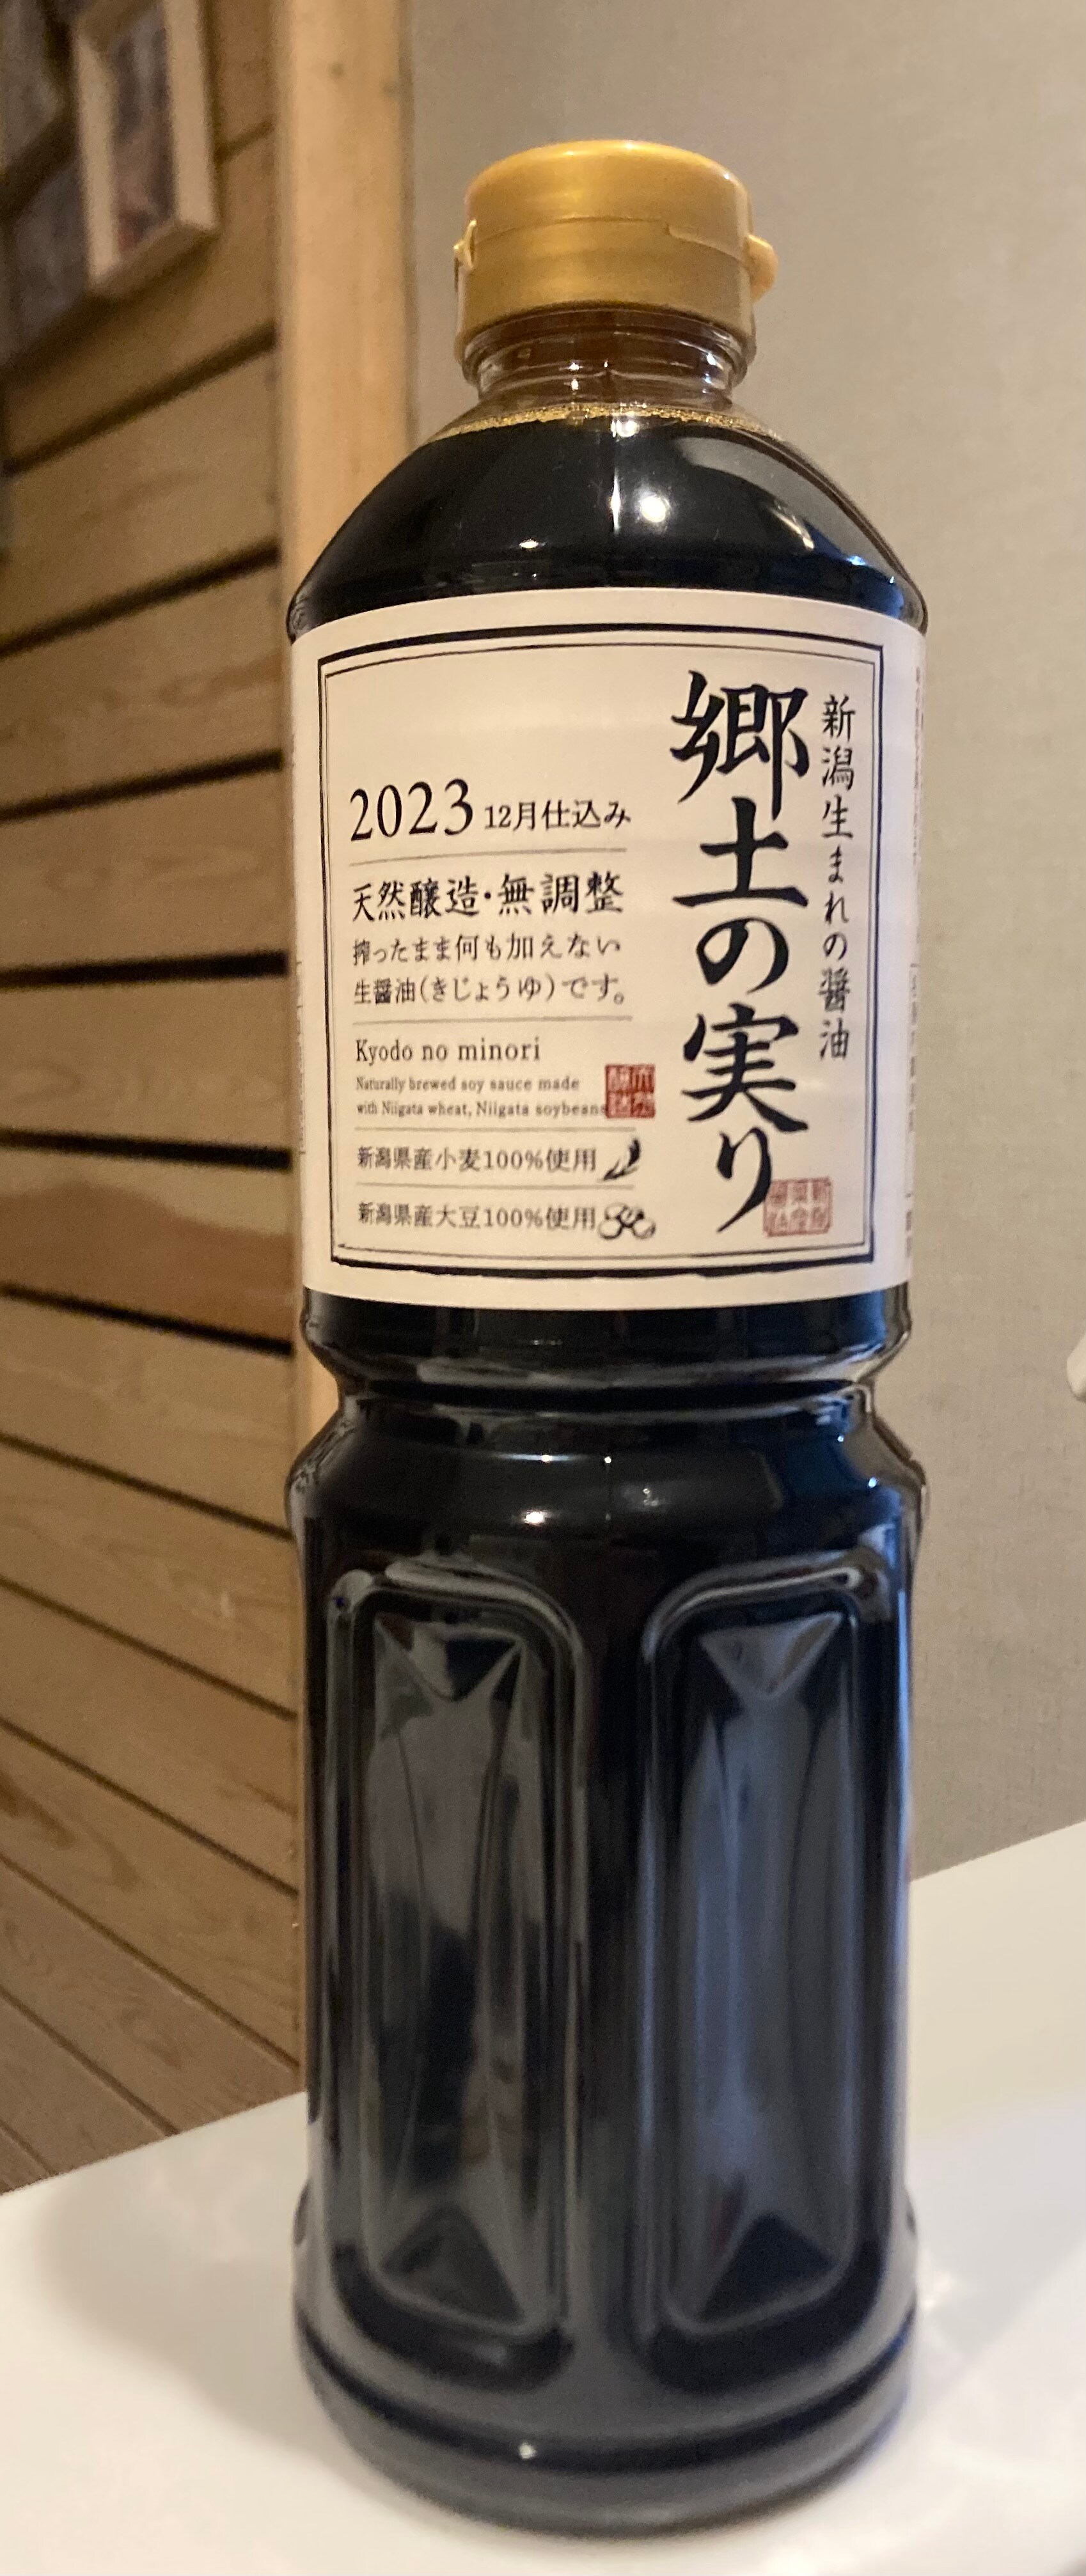 新潟生まれの醤油
郷土の実り
2023 12月仕込み
天然醸造・無調整
搾ったまま何も加えない
生醤油(きじょうゆ)です。
Kyodo no minori
Naturally brewed soy sauce made
with Niigata wheat, Niigata soybeans
新潟県産小麦100%使用
新潟県産大豆100%使用